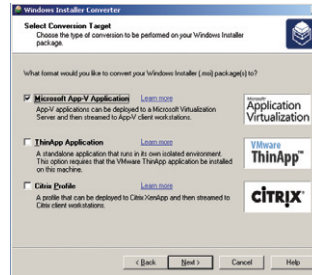 Windows Installer Converter
Select Conversion Target
Choose the type of conversion to be performed on your Windows Installer
package.
What format would you like to convert your Windows Installer (.msi) package(s) to?
Microsoft App-V Application Learn more
App-V applications can be deployed to a Microsoft Virtualization
Server and then streamed to App-V client workstations.
Microsoft
Application
Virtualization
ThinApp Application Learn more
A standalone application that runs in its own isolated environment.
This option requires that the VMware ThinApp application be installed
on this machine.
VMware
ThinApp™
Citrix Profile Learn more
A profile that can be deployed to Citrix XenApp and then streamed to
Citrix client workstations.
CİTRIX
< Back Next > Cancel Help